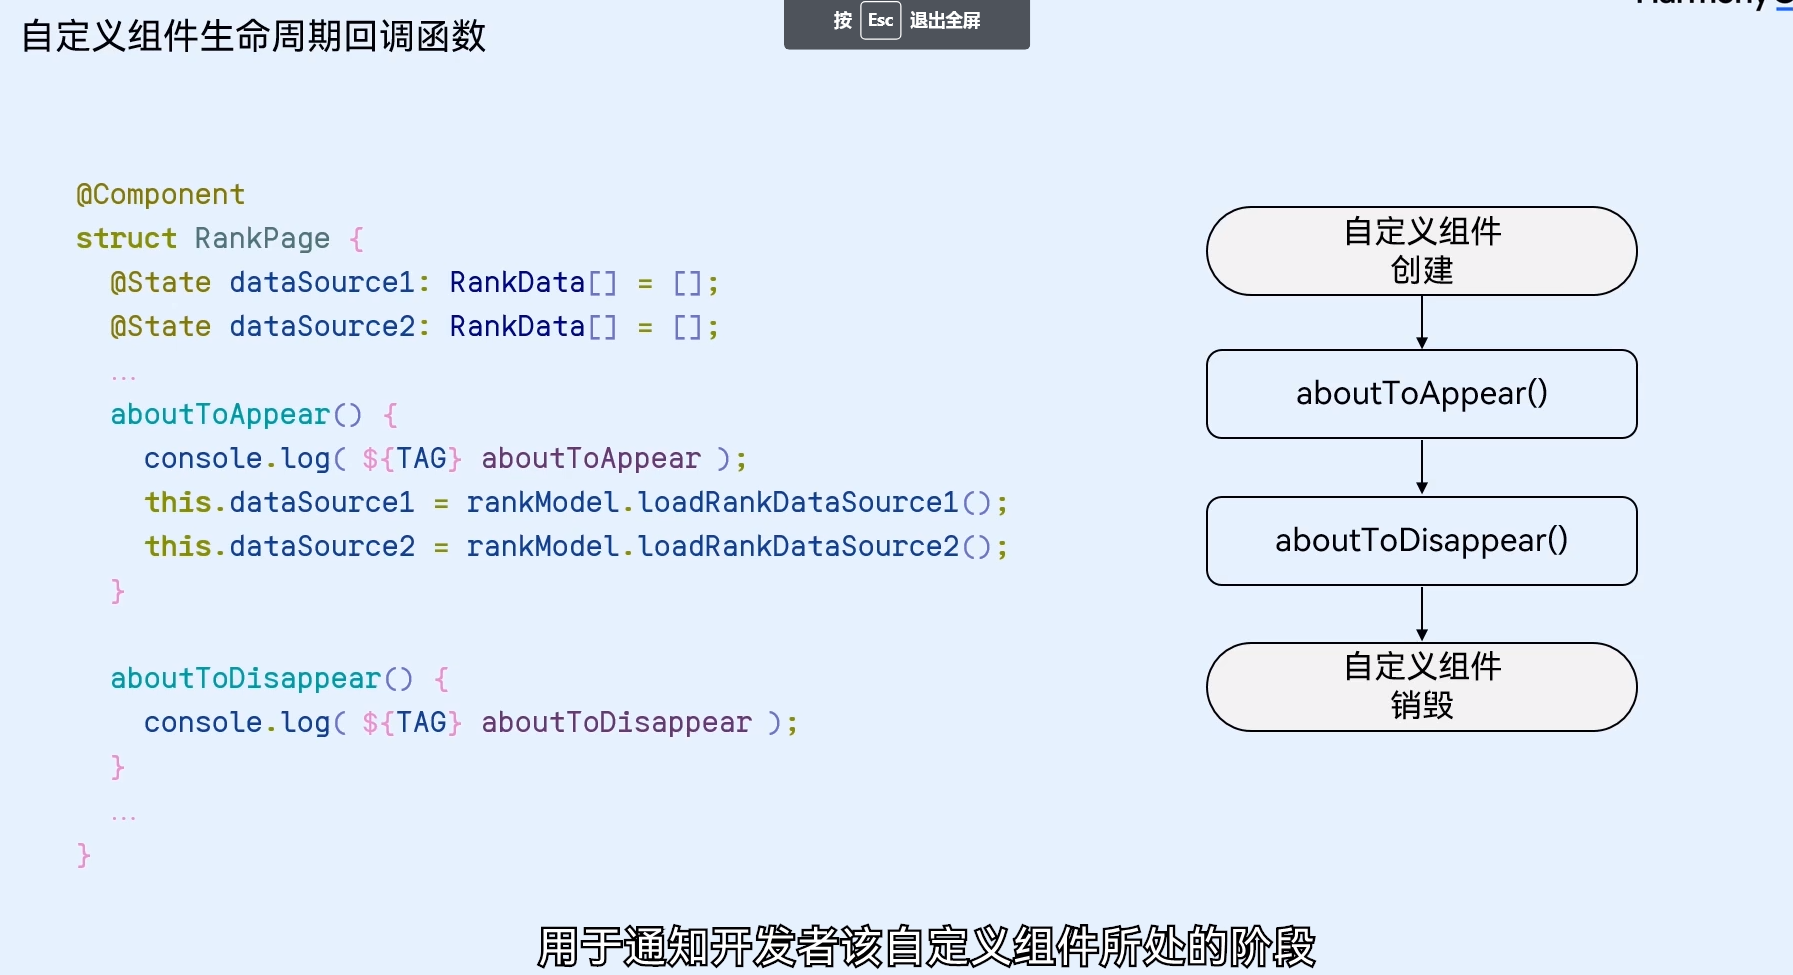 自定义组件生命周期回调函数
按 Esc 退出全屏
@Component
struct RankPage {
@State dataSource1: RankData[] = [];
@State dataSource2: RankData[] = [];
...
aboutToAppear() {
console.log( ${TAG} aboutToAppear );
this.dataSource1 = rankModel.loadRankDataSource1();
this.dataSource2 = rankModel.loadRankDataSource2();
}
aboutToDisappear() {
console.log( ${TAG} aboutToDisappear );
}
...
}
自定义组件
创建
aboutToAppear()
aboutToDisappear()
自定义组件
销毁
用于通知开发者该自定义组件所处的阶段